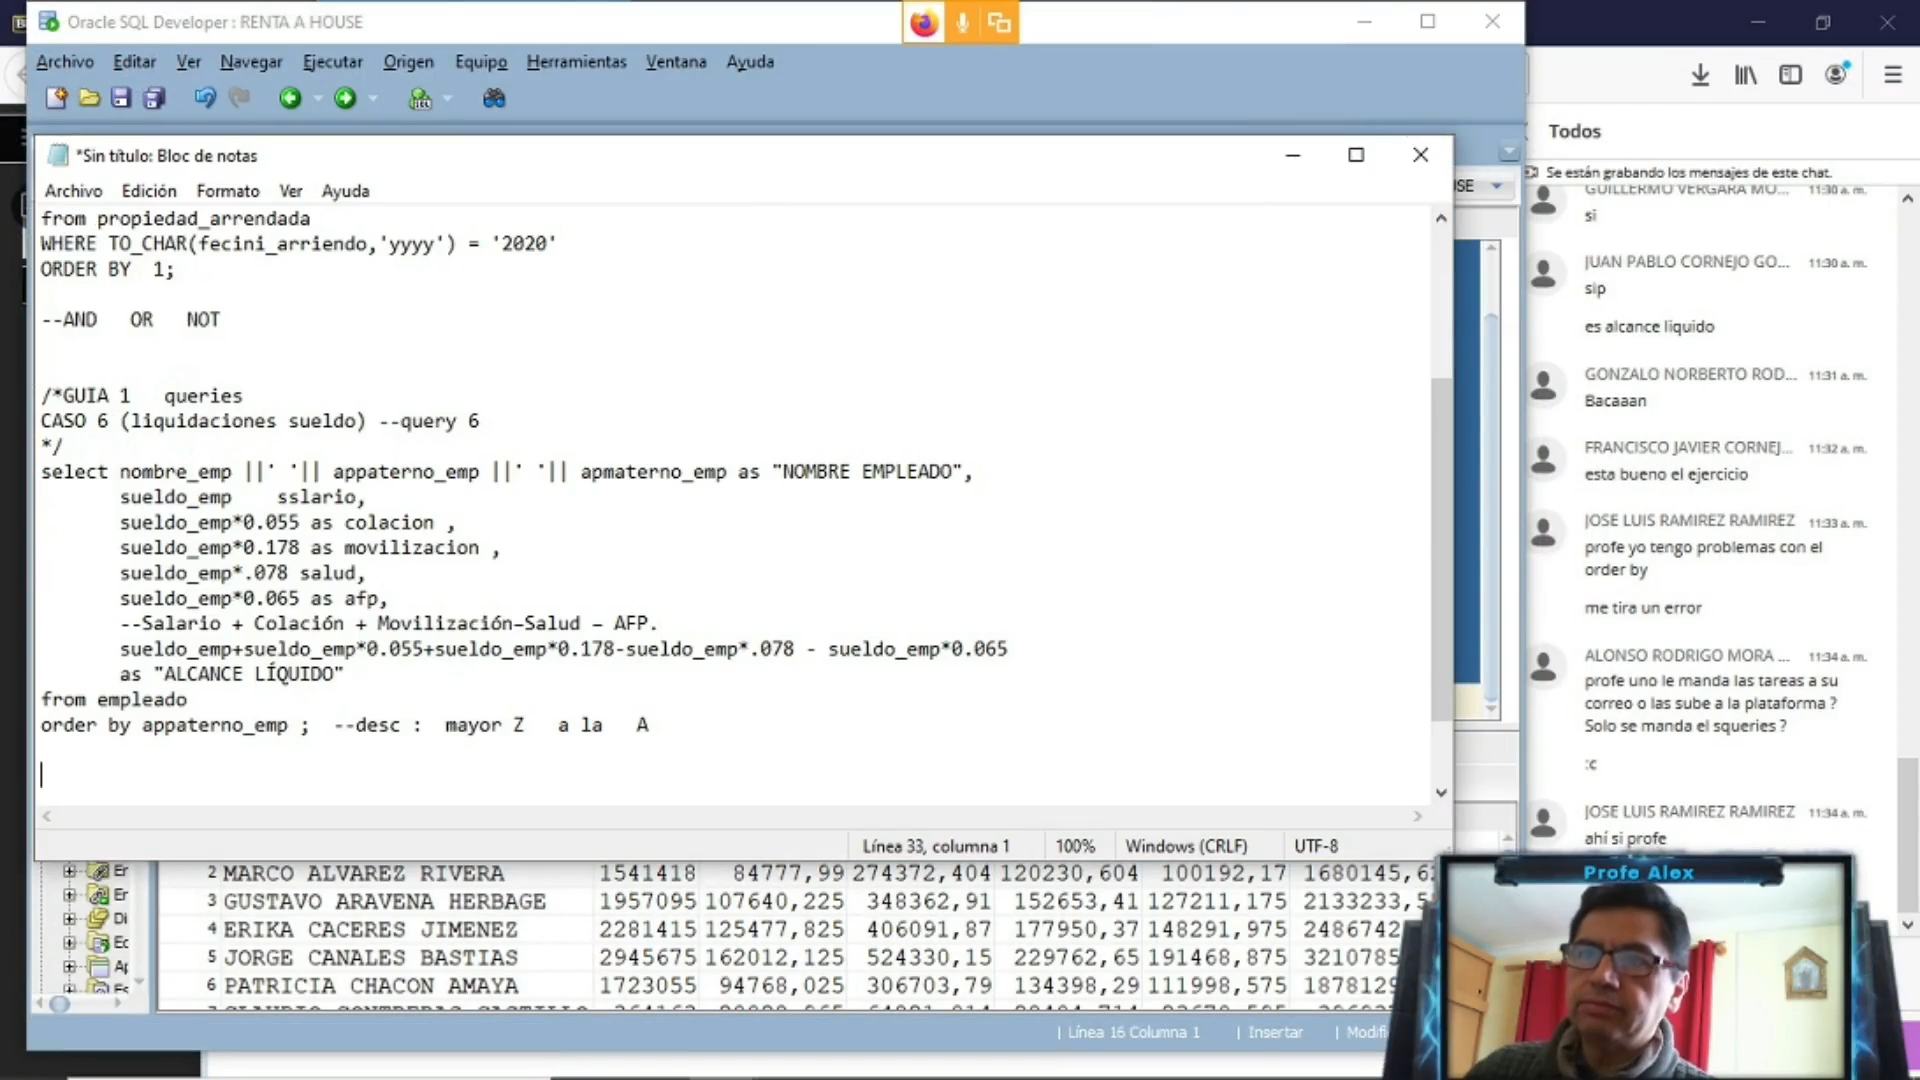 Oracle SQL Developer : RENTA A HOUSE
Archivo Editar Ver Navegar Ejecutar Origen Equipo Herramientas Ventana Ayuda
*Sin título: Bloc de notas
Archivo Edición Formato Ver Ayuda
from propiedad_arrendada
WHERE TO_CHAR(fecini_arriendo,'yyyy') = '2020'
ORDER BY 1;
--AND OR NOT
/*GUIA 1 queries
CASO 6 (liquidaciones sueldo) --query 6
*/
select nombre_emp ||' '|| appaterno_emp ||' '|| apmaterno_emp as "NOMBRE EMPLEADO",
sueldo_emp sslario,
sueldo_emp*0.055 as colacion ,
sueldo_emp*0.178 as movilizacion ,
sueldo_emp*.078 salud,
sueldo_emp*0.065 as afp,
--Salario + Colación + Movilización–Salud – AFP.
sueldo_emp+sueldo_emp*0.055+sueldo_emp*0.178-sueldo_emp*.078 - sueldo_emp*0.065
as "ALCANCE LÍQUIDO"
from empleado
order by appaterno_emp ; --desc : mayor Z a la A
Línea 33, columna 1 100% Windows (CRLF) UTF-8
2 MARCO ALVAREZ RIVERA 1541418 84777,99 274372,404 120230,604 100192,17 1680145,6
3 GUSTAVO ARAVENA HERBAGE 1957095 107640,225 348362,91 152653,41 127211,175 2133233,5
4 ERIKA CACERES JIMENEZ 2281415 125477,825 406091,87 177950,37 148291,975 2486742
5 JORGE CANALES BASTIAS 2945675 162012,125 524330,15 229762,65 191468,875 3210785
6 PATRICIA CHACON AMAYA 1723055 94768,025 306703,79 134398,29 111998,575 1878129
Línea 16 Columna 1 Insertar Modifi
Todos
Se están grabando los mensajes de este chat.
GUILLERMO VERGARA MO... 11:30 a. m.
si
JUAN PABLO CORNEJO GO... 11:30 a. m.
sip
es alcance liquido
GONZALO NORBERTO ROD... 11:31 a. m.
Bacaaan
FRANCISCO JAVIER CORNEJ... 11:32 a. m.
esta bueno el ejercicio
JOSE LUIS RAMIREZ RAMIREZ 11:33 a. m.
profe yo tengo problemas con el
order by
me tira un error
ALONSO RODRIGO MORA ... 11:34 a. m.
profe uno le manda las tareas a su
correo o las sube a la plataforma ?
Solo se manda el squeries ?
:c
JOSE LUIS RAMIREZ RAMIREZ 11:34 a. m.
ahí si profe
Profe Alex